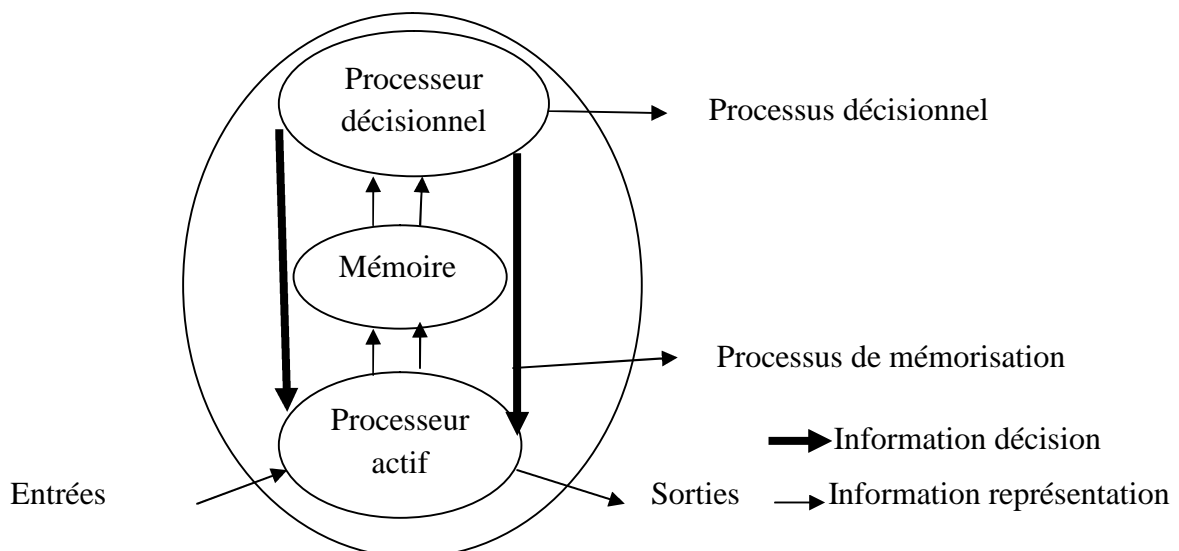 Processeur
décisionnel
Processus décisionnel
Mémoire
Processus de mémorisation
Processeur
actif
Information décision
Entrées
Sorties
Information représentation